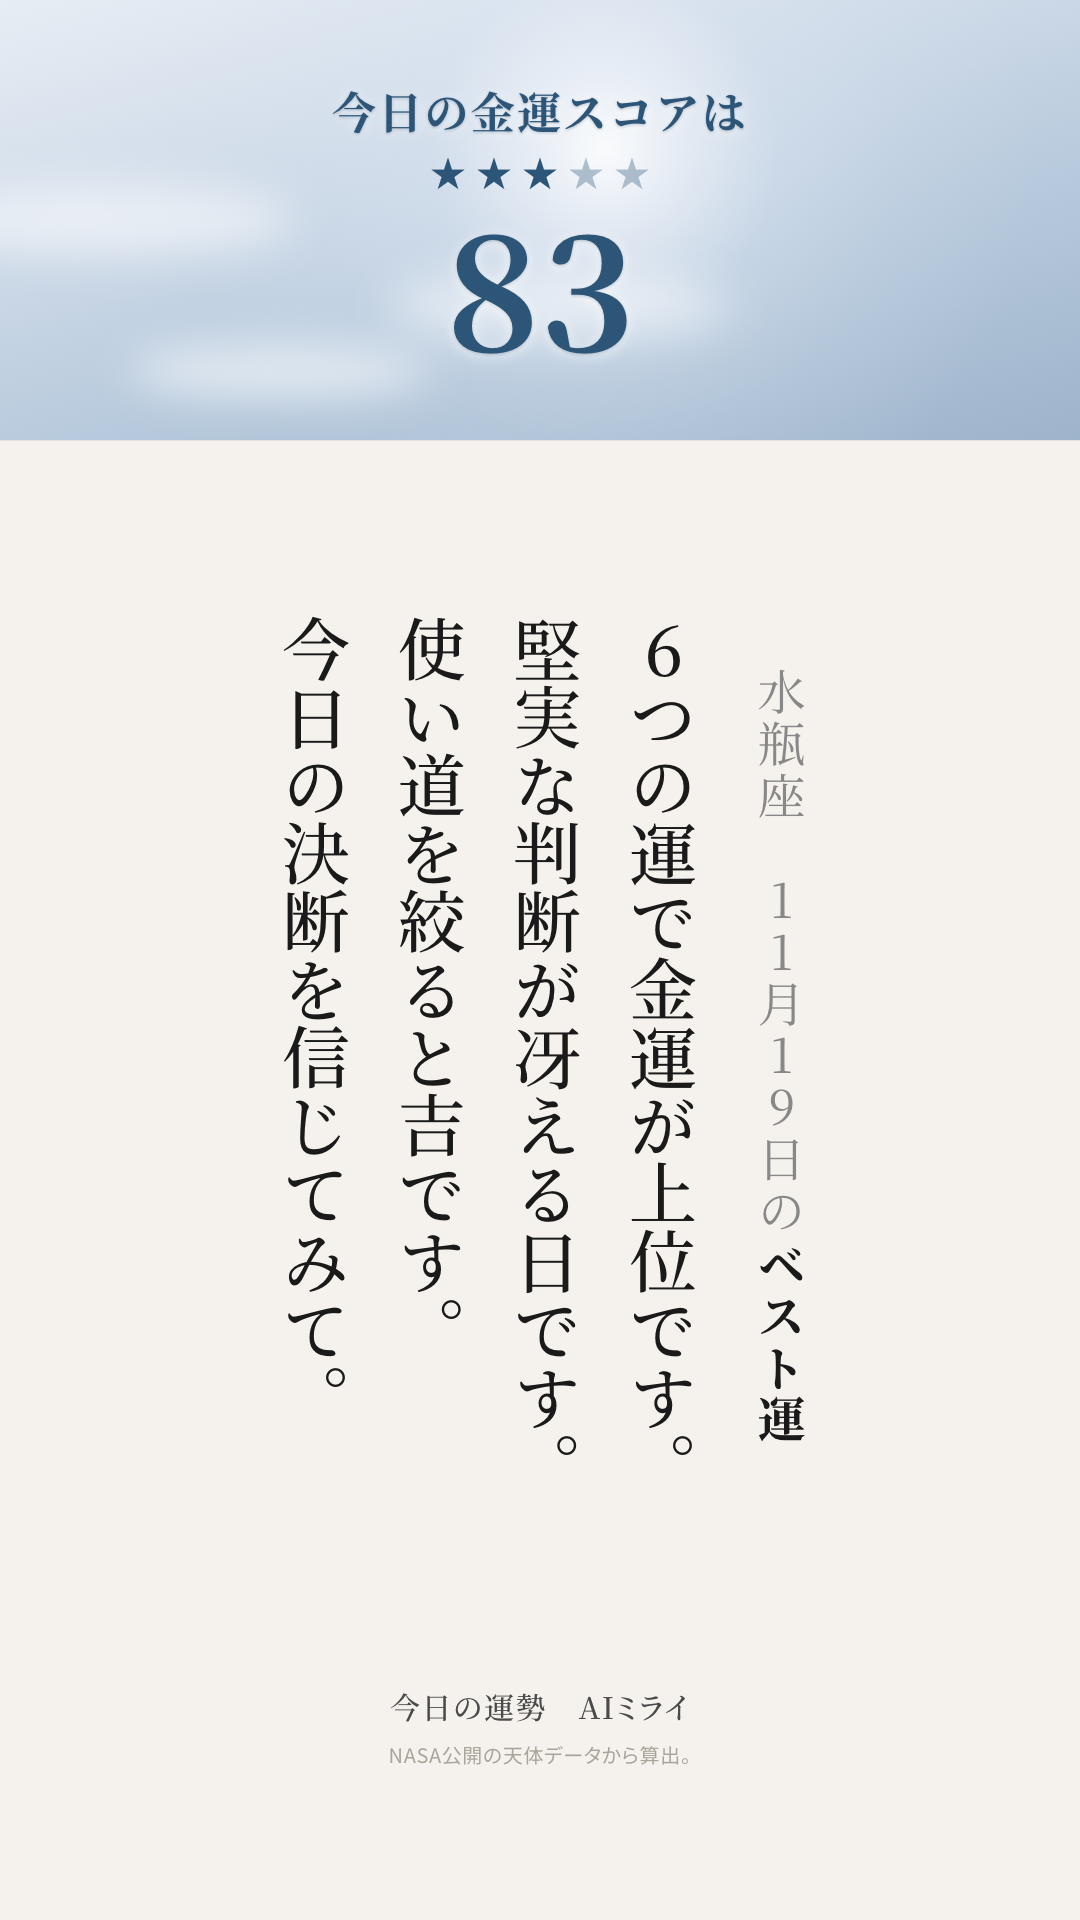 今日の金運スコアは
★★★★★
83
水瓶座　11月19日のベスト運
6つの運で金運が上位です。
堅実な判断が冴える日です。
使い道を絞ると吉です。
今日の決断を信じてみて。
今日の運勢　AIミライ
NASA公開の天体データから算出。